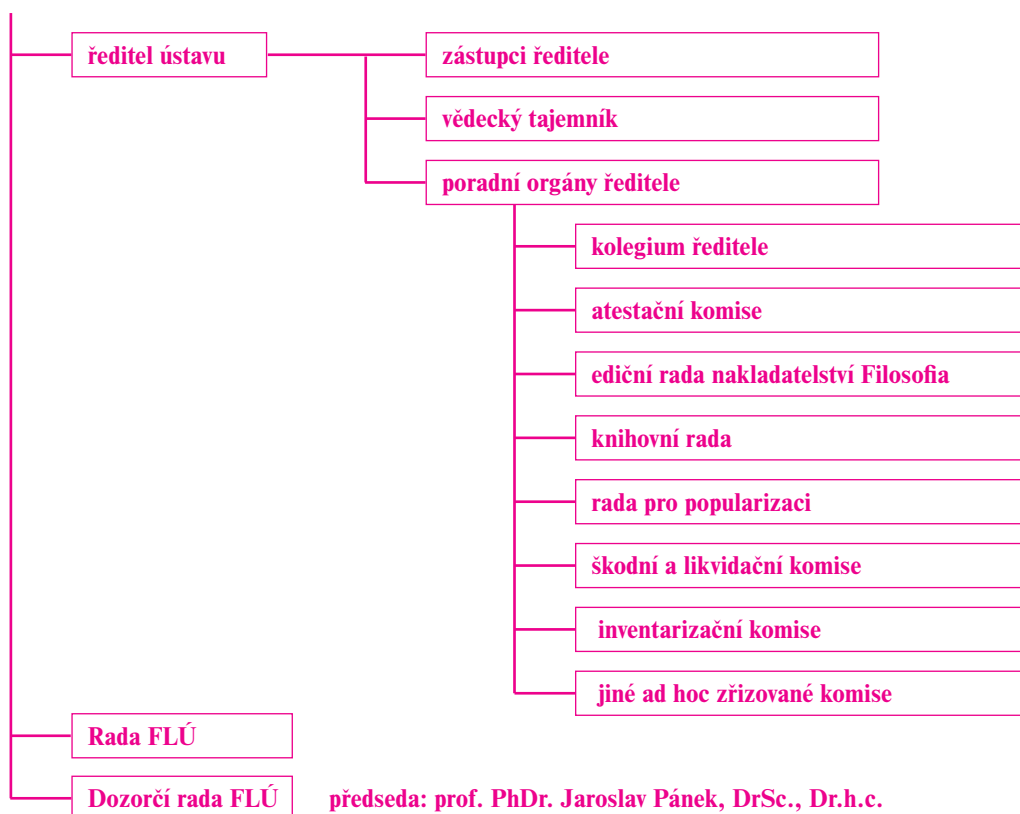 ředitel ústavu
zástupci ředitele
vědecký tajemník
poradní orgány ředitele
kolegium ředitele
atestační komise
ediční rada nakladatelství Filosofia
knihovní rada
rada pro popularizaci
škodní a likvidační komise
inventarizační komise
jiné ad hoc zřizované komise
Rada FLÚ
Dozorčí rada FLÚ předseda: prof. PhDr. Jaroslav Pánek, DrSc., Dr.h.c.